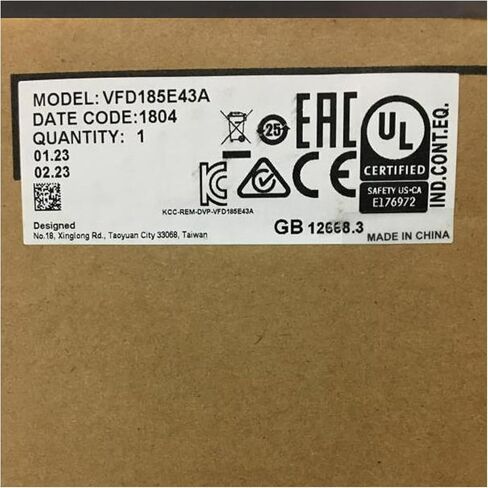 MODEL: VFD185E43A
DATE CODE:1804
QUANTITY: 1
01.23
02.23
25
EAC
UL
CERTIFIED
SAFETY US-CA
E176972
IND.CONT.EQ.
KC
CE
KCC-REM-DVP-VFD185E43A
Designed
No.18, Xinglong Rd., Taoyuan City 33068, Taiwan
GB 12668.3
MADE IN CHINA